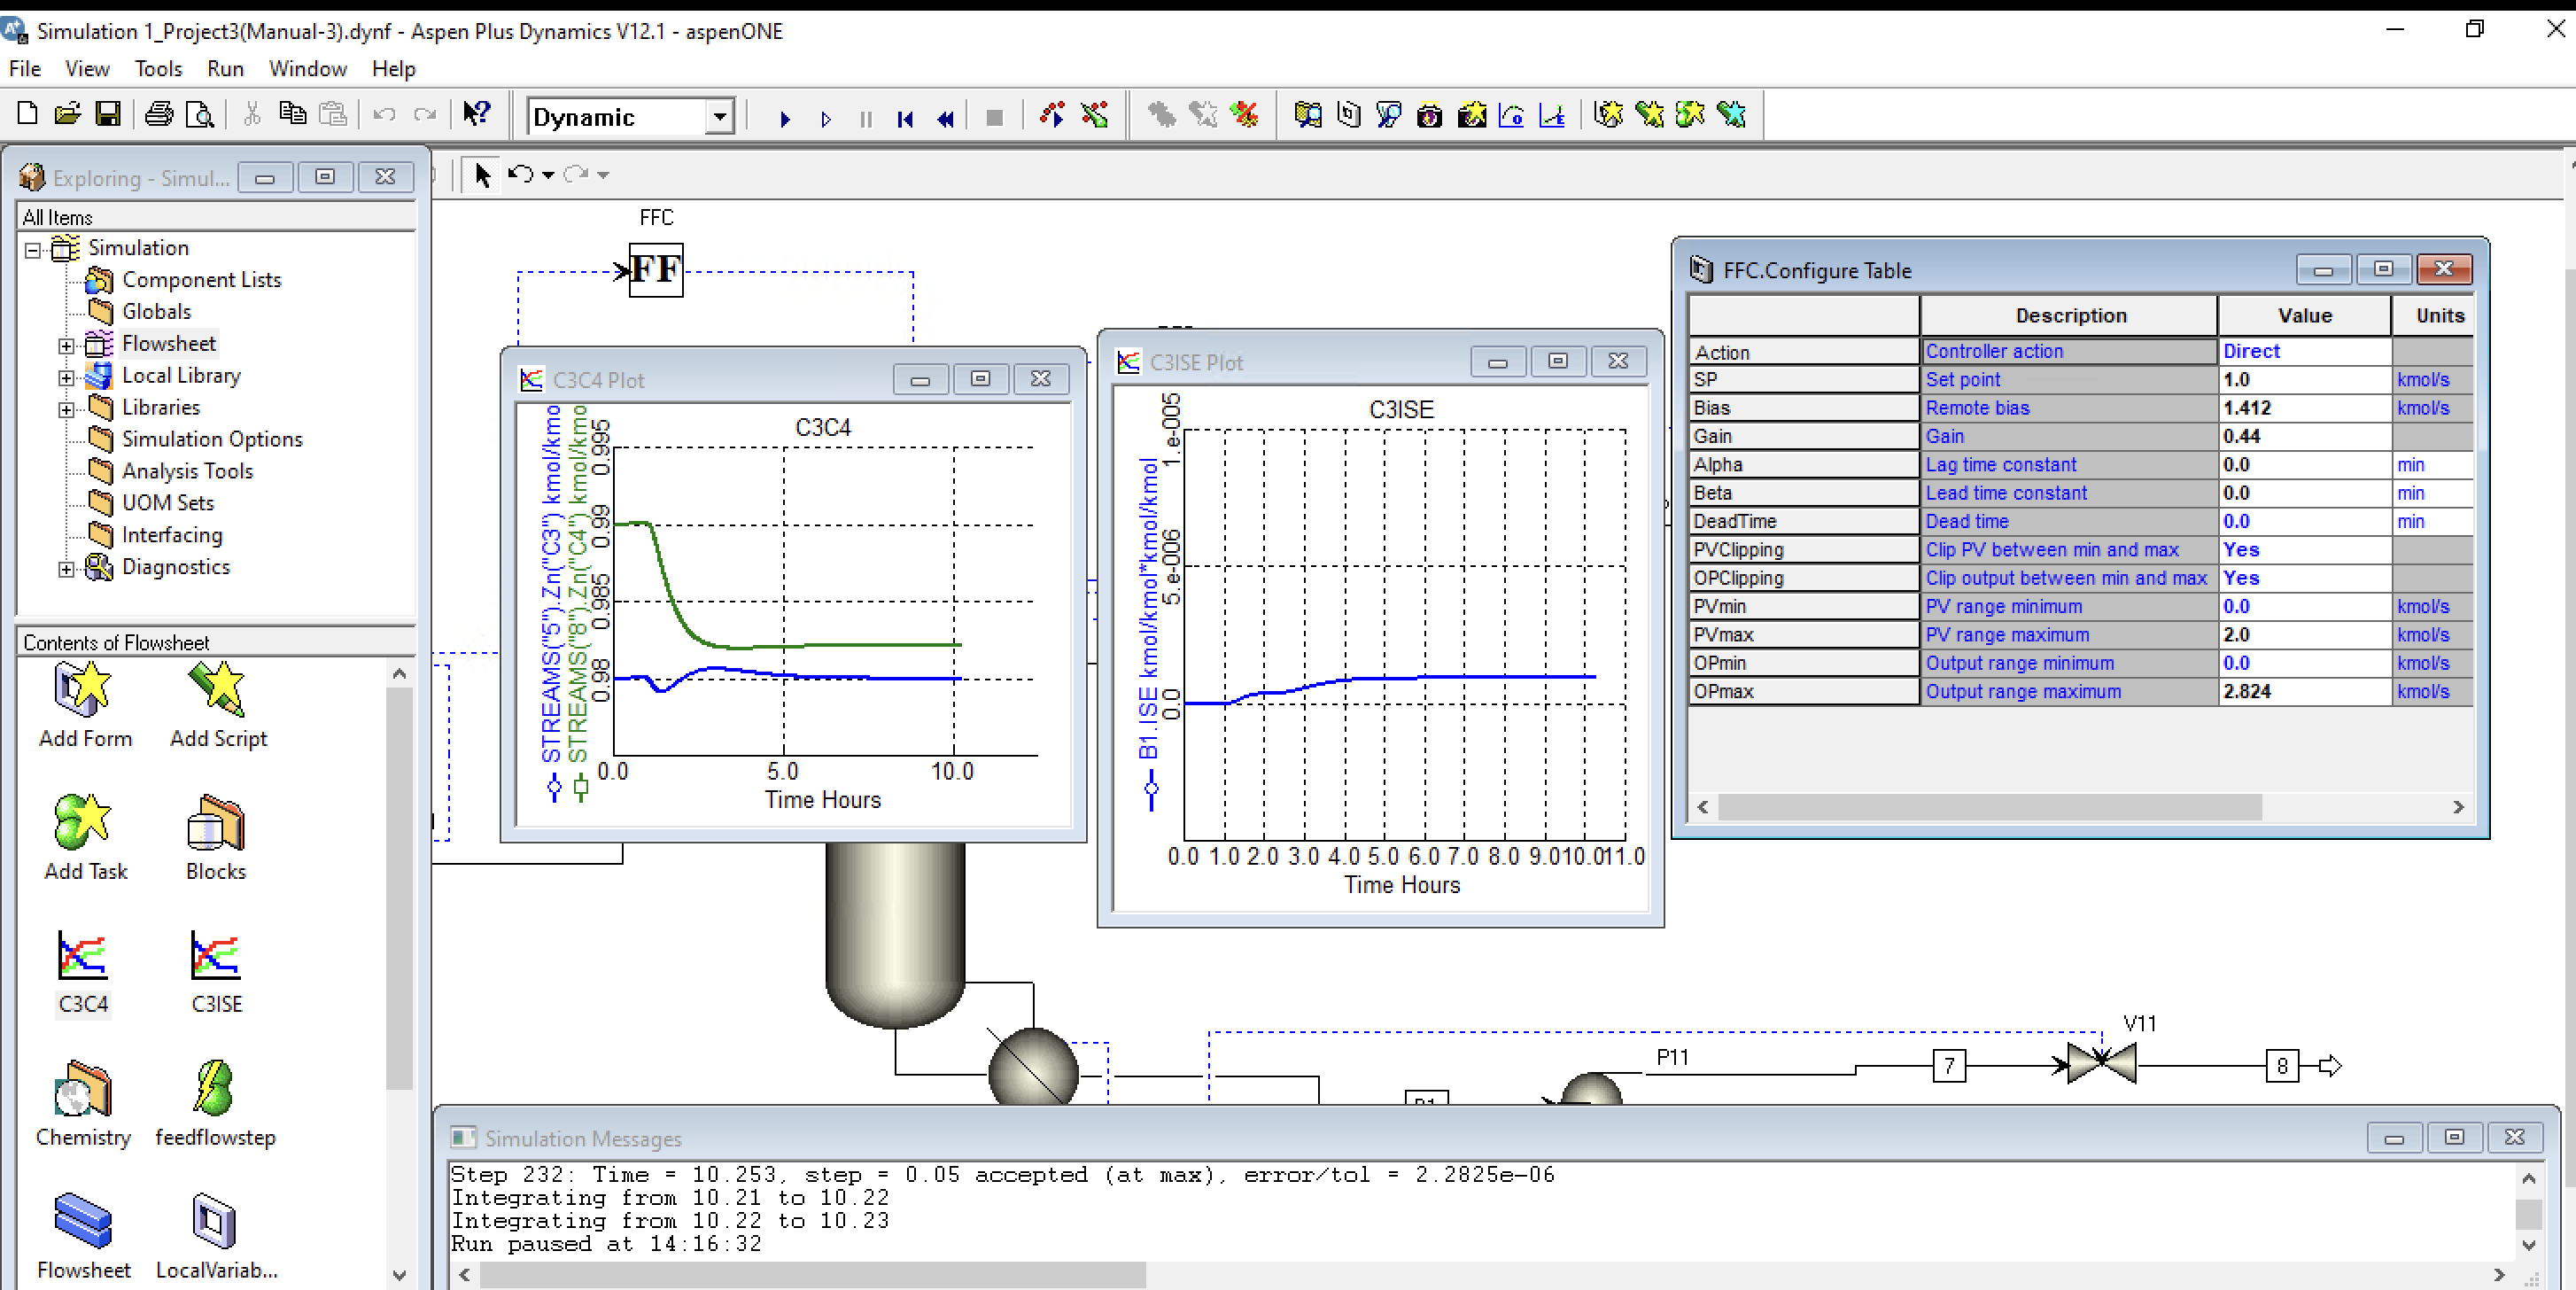 Simulation 1_Project3(Manual-3).dynf - Aspen Plus Dynamics V12.1 - aspenONE
File View Tools Run Window Help
Dynamic
Exploring - Simul...
All Items
Simulation
Component Lists
Globals
Flowsheet
Local Library
Libraries
Simulation Options
Analysis Tools
UOM Sets
Interfacing
Diagnostics
Contents of Flowsheet
Add Form Add Script
Add Task Blocks
C3C4 C3ISE
Chemistry feedflowstep
Flowsheet LocalVariab...
FFC
FF
C3C4 Plot
C3C4
STREAMS("5").Zn("C3") kmol/kmo
STREAMS("8").Zn("C4") kmol/kmo
0.995
0.99
0.985
0.98
0.0 5.0 10.0
Time Hours
C3ISE Plot
C3ISE
B1.ISE kmol/kmol*kmol/kmol
1.e-005
5.e-006
0.0
0.0 1.0 2.0 3.0 4.0 5.0 6.0 7.0 8.0 9.0 10.0 11.0
Time Hours
FFC.Configure Table
Description Value Units
Action Controller action Direct
SP Set point 1.0 kmol/s
Bias Remote bias 1.412 kmol/s
Gain Gain 0.44
Alpha Lag time constant 0.0 min
Beta Lead time constant 0.0 min
DeadTime Dead time 0.0 min
PVClipping Clip PV between min and max Yes
OPClipping Clip output between min and max Yes
PVmin PV range minimum 0.0 kmol/s
PVmax PV range maximum 2.0 kmol/s
OPmin Output range minimum 0.0 kmol/s
OPmax Output range maximum 2.824 kmol/s
V11
P11
7
8
Simulation Messages
Step 232: Time = 10.253, step = 0.05 accepted (at max), error/tol = 2.2825e-06
Integrating from 10.21 to 10.22
Integrating from 10.22 to 10.23
Run paused at 14:16:32